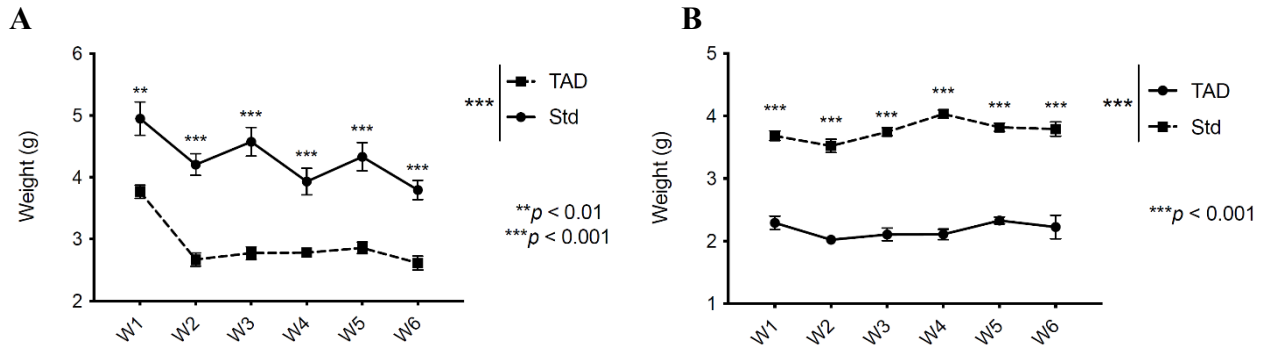 A
Weight (g)
6
5
4
3
2
** *** *** *** *** ***
W1 W2 W3 W4 W5 W6
***
TAD
Std
**p < 0.01
***p < 0.001
B
Weight (g)
5
4
3
2
1
*** *** *** *** *** ***
W1 W2 W3 W4 W5 W6
***
TAD
Std
***p < 0.001